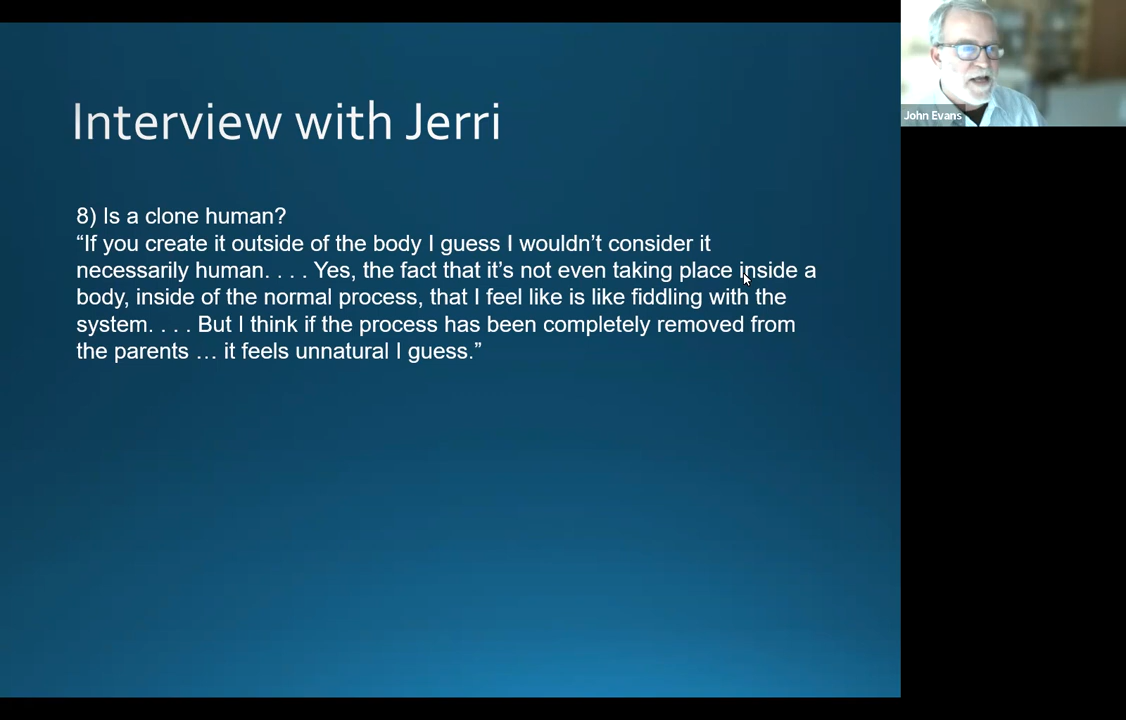 Interview with Jerri
8) Is a clone human?
“If you create it outside of the body I guess I wouldn’t consider it
necessarily human. . . . Yes, the fact that it’s not even taking place inside a
body, inside of the normal process, that I feel like is like fiddling with the
system. . . . But I think if the process has been completely removed from
the parents … it feels unnatural I guess.”
John Evans